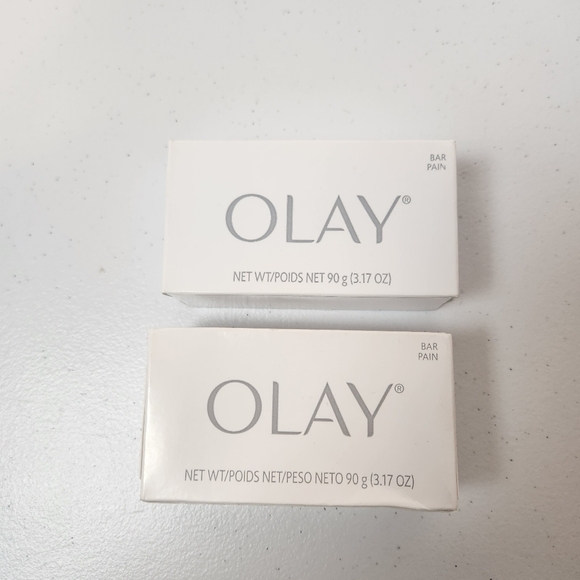 BAR
PAIN
OLAY®
NET WT/POIDS NET 90 g (3.17 OZ)
BAR
PAIN
OLAY®
NET WT/POIDS NET/PESO NETO 90 g (3.17 OZ)